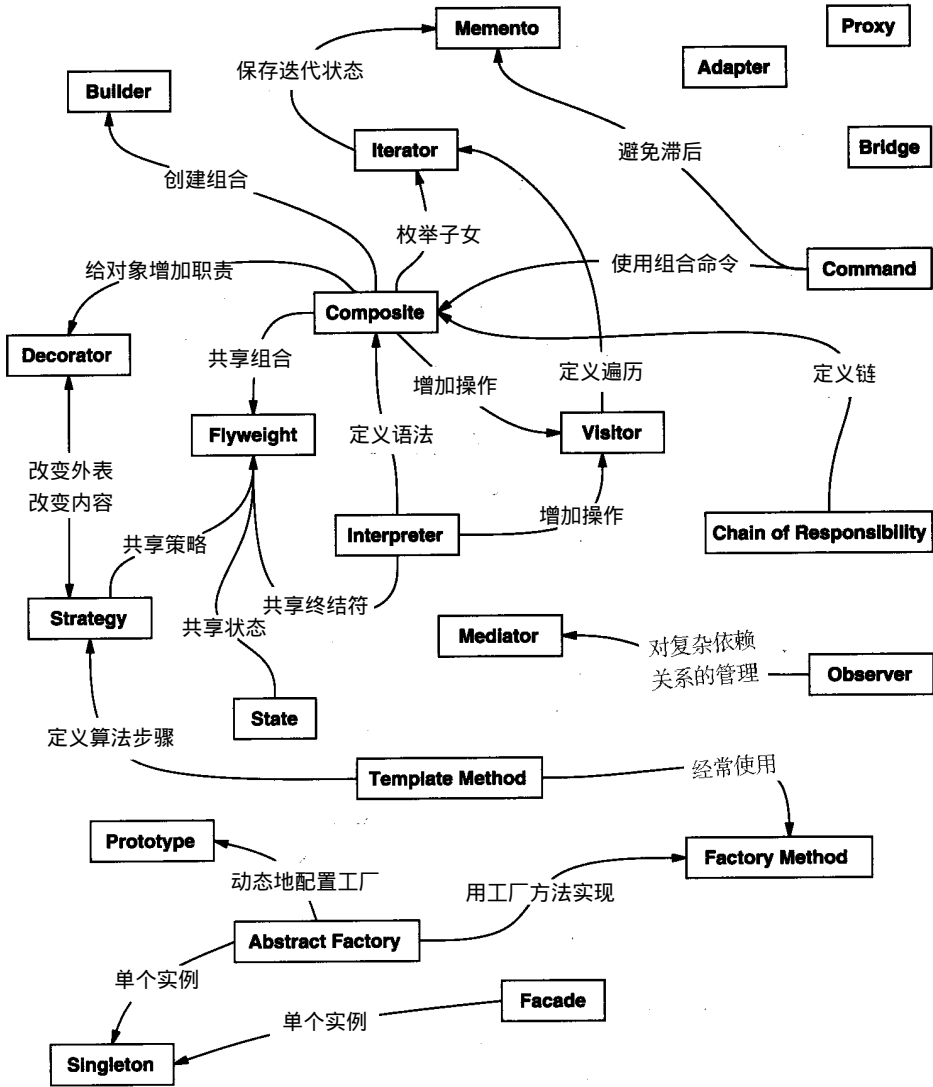 Memento
Proxy
Adapter
保存迭代状态
Builder
Iterator
避免滞后
Bridge
创建组合
枚举子女
给对象增加职责
使用组合命令
Command
Composite
Decorator
共享组合
增加操作
定义遍历
定义链
Flyweight
定义语法
Visitor
改变外表
改变内容
共享策略
Interpreter
增加操作
Chain of Responsibility
共享终结符
Strategy
共享状态
Mediator
对复杂依赖
关系的管理
Observer
State
定义算法步骤
Template Method
经常使用
Prototype
Factory Method
动态地配置工厂
用工厂方法实现
Abstract Factory
单个实例
Facade
单个实例
Singleton